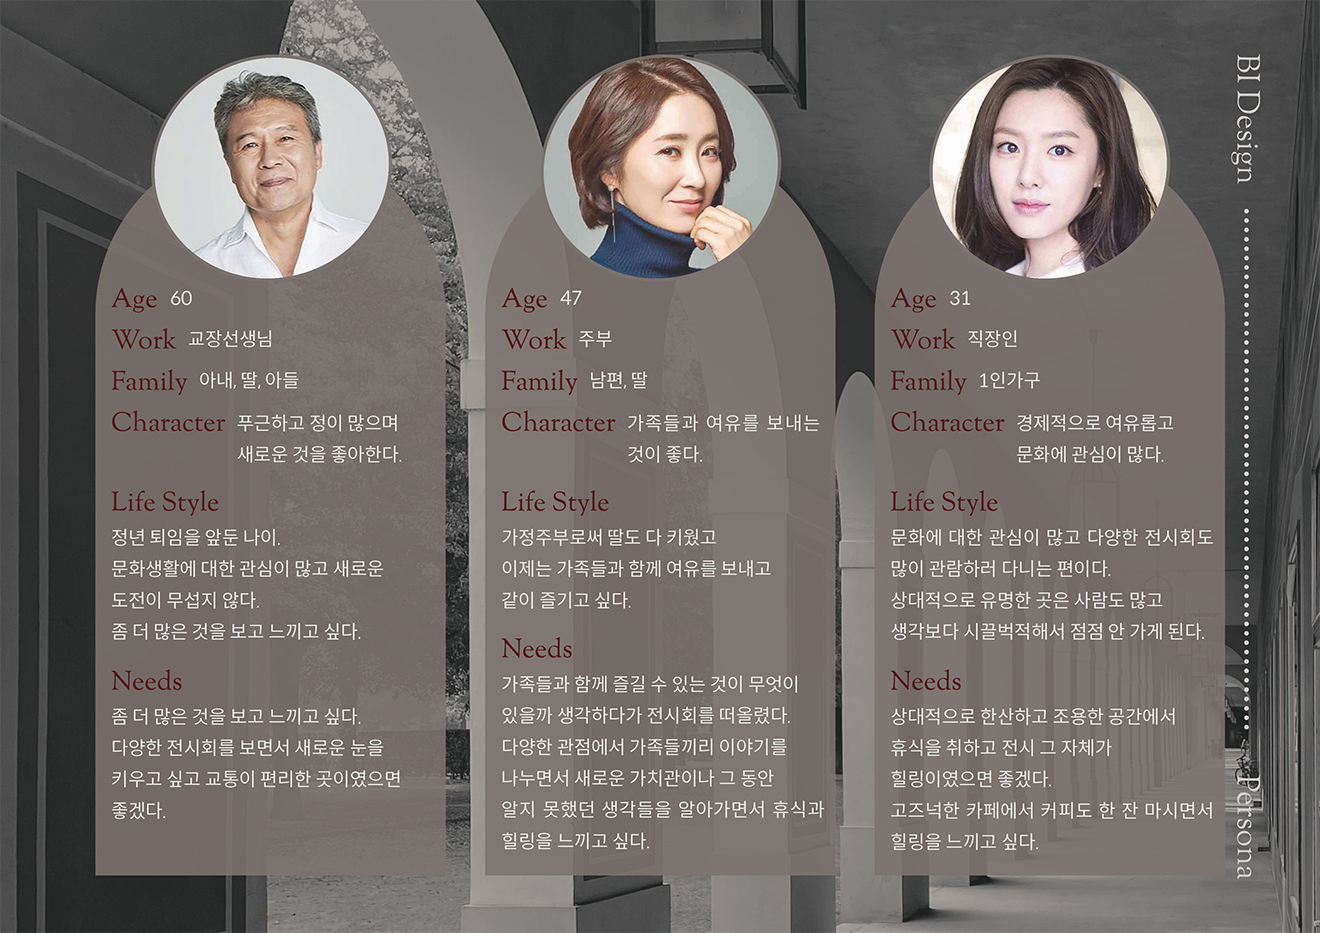 BI Design
Persona
Age 60
Work 교장선생님
Family 아내, 딸, 아들
Character 푸근하고 정이 많으며
새로운 것을 좋아한다.
Life Style
정년 퇴임을 앞둔 나이.
문화생활에 대한 관심이 많고 새로운
도전이 무섭지 않다.
좀 더 많은 것을 보고 느끼고 싶다.
Needs
좀 더 많은 것을 보고 느끼고 싶다.
다양한 전시회를 보면서 새로운 눈을
키우고 싶고 교통이 편리한 곳이였으면
좋겠다.
Age 47
Work 주부
Family 남편, 딸
Character 가족들과 여유를 보내는
것이 좋다.
Life Style
가정주부로써 딸도 다 키웠고
이제는 가족들과 함께 여유를 보내고
같이 즐기고 싶다.
Needs
가족들과 함께 즐길 수 있는 것이 무엇이
있을까 생각하다가 전시회를 떠올렸다.
다양한 관점에서 가족들끼리 이야기를
나누면서 새로운 가치관이나 그 동안
알지 못했던 생각들을 알아가면서 휴식과
힐링을 느끼고 싶다.
Age 31
Work 직장인
Family 1인가구
Character 경제적으로 여유롭고
문화에 관심이 많다.
Life Style
문화에 대한 관심이 많고 다양한 전시회도
많이 관람하러 다니는 편이다.
상대적으로 유명한 곳은 사람도 많고
생각보다 시끌벅적해서 점점 안 가게 된다.
Needs
상대적으로 한산하고 조용한 공간에서
휴식을 취하고 전시 그 자체가
힐링이였으면 좋겠다.
고즈넉한 카페에서 커피도 한 잔 마시면서
힐링을 느끼고 싶다.